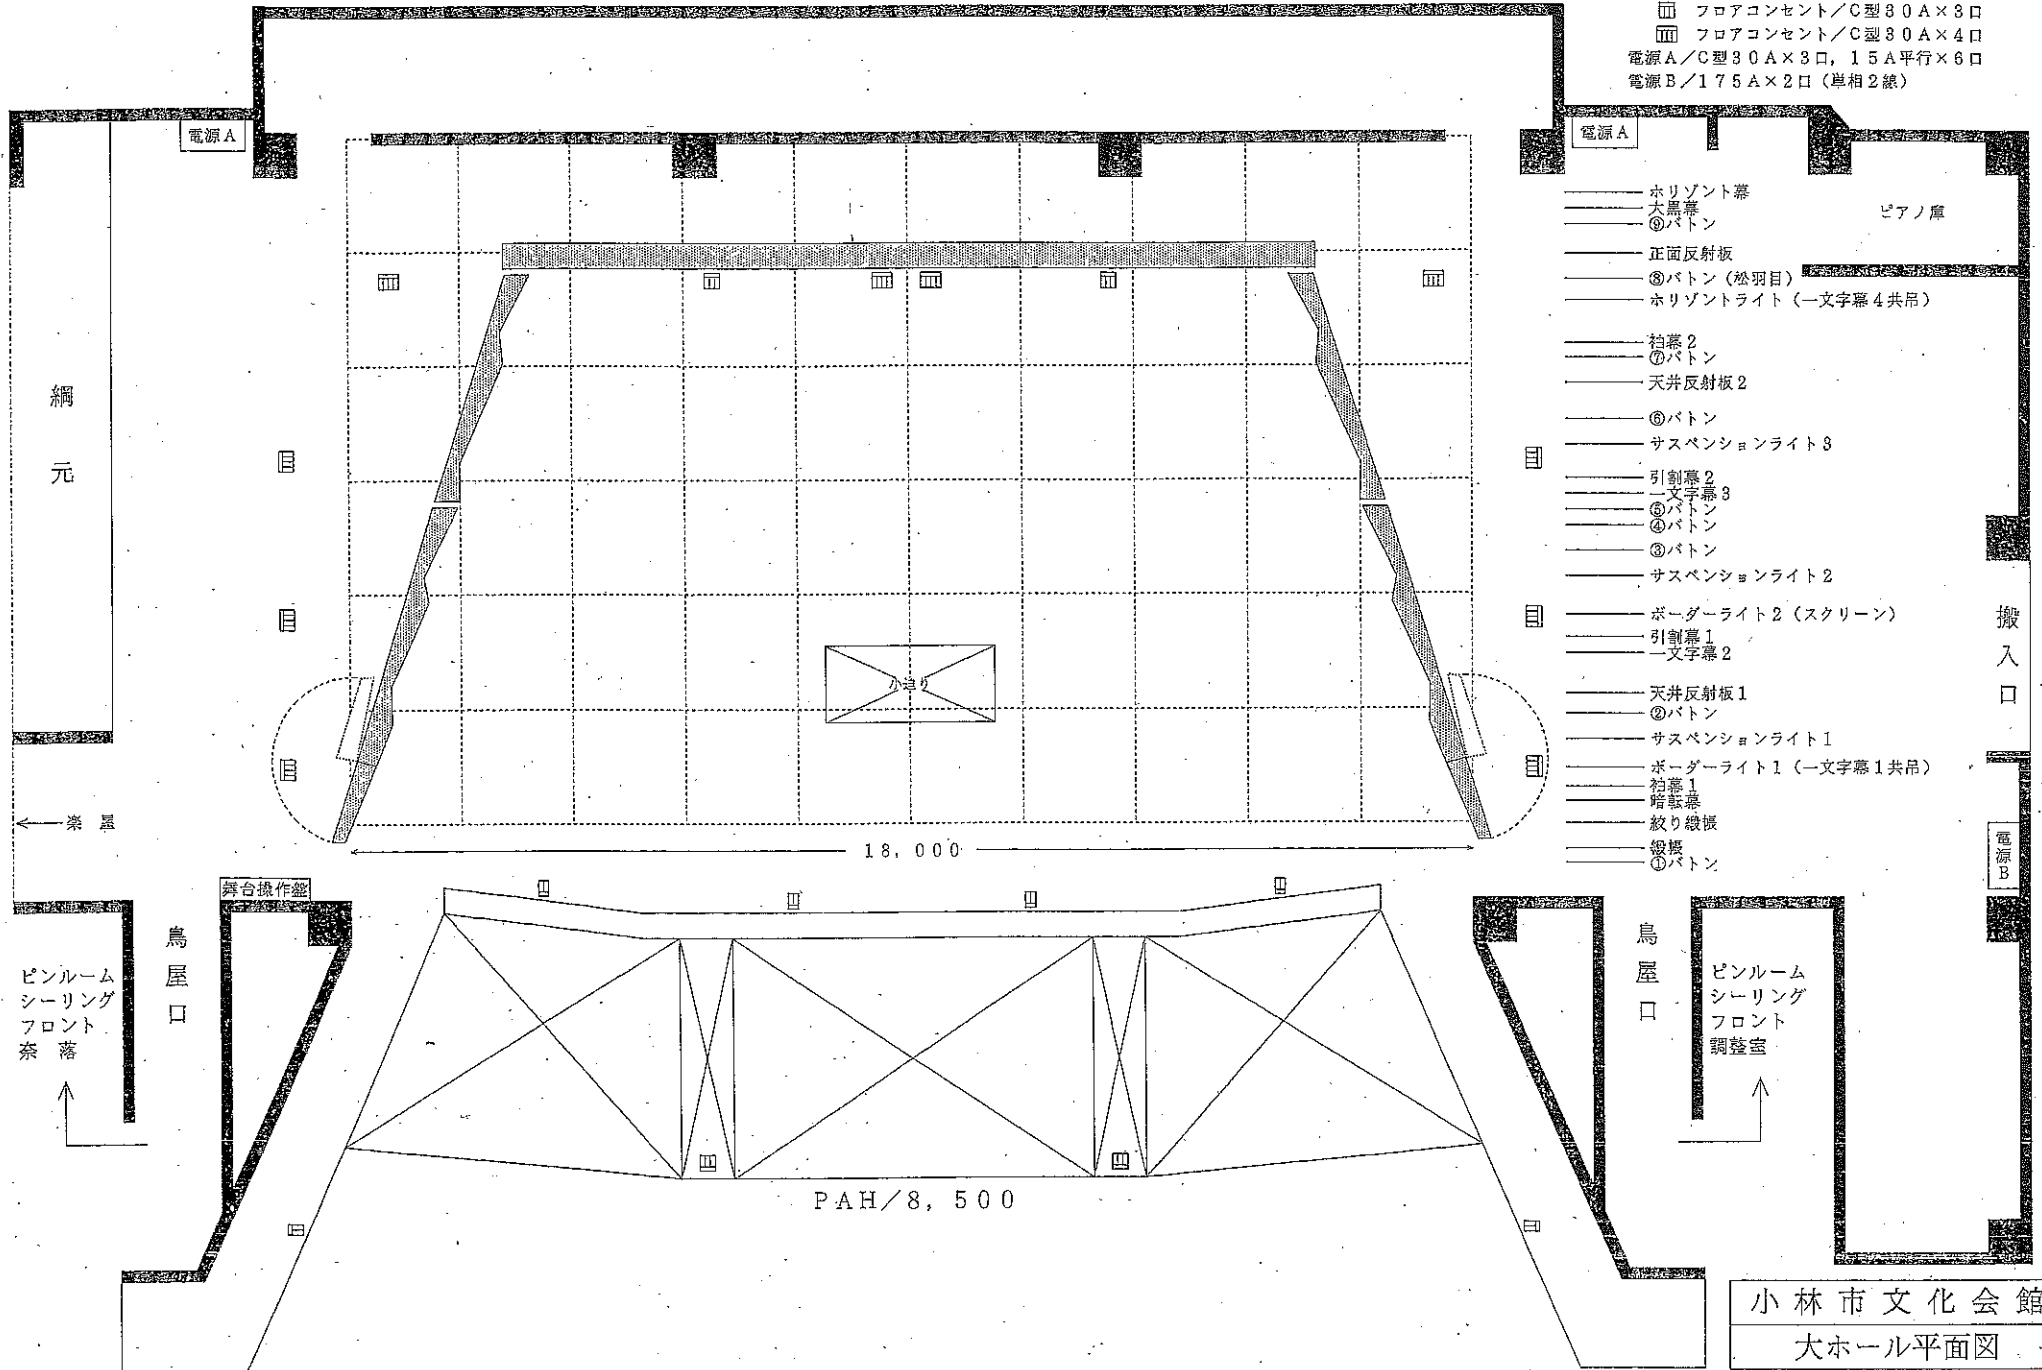 フロアコンセント/C型30A×3口
フロアコンセント/C型30A×4口
電源A/C型30A×3口,15A平行×6口
電源B/175A×2口(単相2線)
電源A
電源A
ホリゾント幕
大黒幕
⑨バトン
ピアノ庫
正面反射板
⑧バトン(松羽目)
ホリゾントライト(一文字幕4共吊)
袖幕2
⑦バトン
天井反射板2
⑥バトン
サスペンションライト3
引割幕2
一文字幕3
⑤バトン
④バトン
③バトン
サスペンションライト2
ボーダーライト2(スクリーン)
引割幕1
一文字幕2
天井反射板1
②バトン
サスペンションライト1
ボーダーライト1(一文字幕1共吊)
袖幕1
暗転幕
絞り緞帳
緞帳
①バトン
綱元
搬入口
小迫り
楽屋
18,000
電源B
舞台操作盤
鳥屋口
鳥屋口
ピンルーム
シーリング
フロント
奈落
ピンルーム
シーリング
フロント
調整室
PAH/8,500
小林市文化会館
大ホール平面図